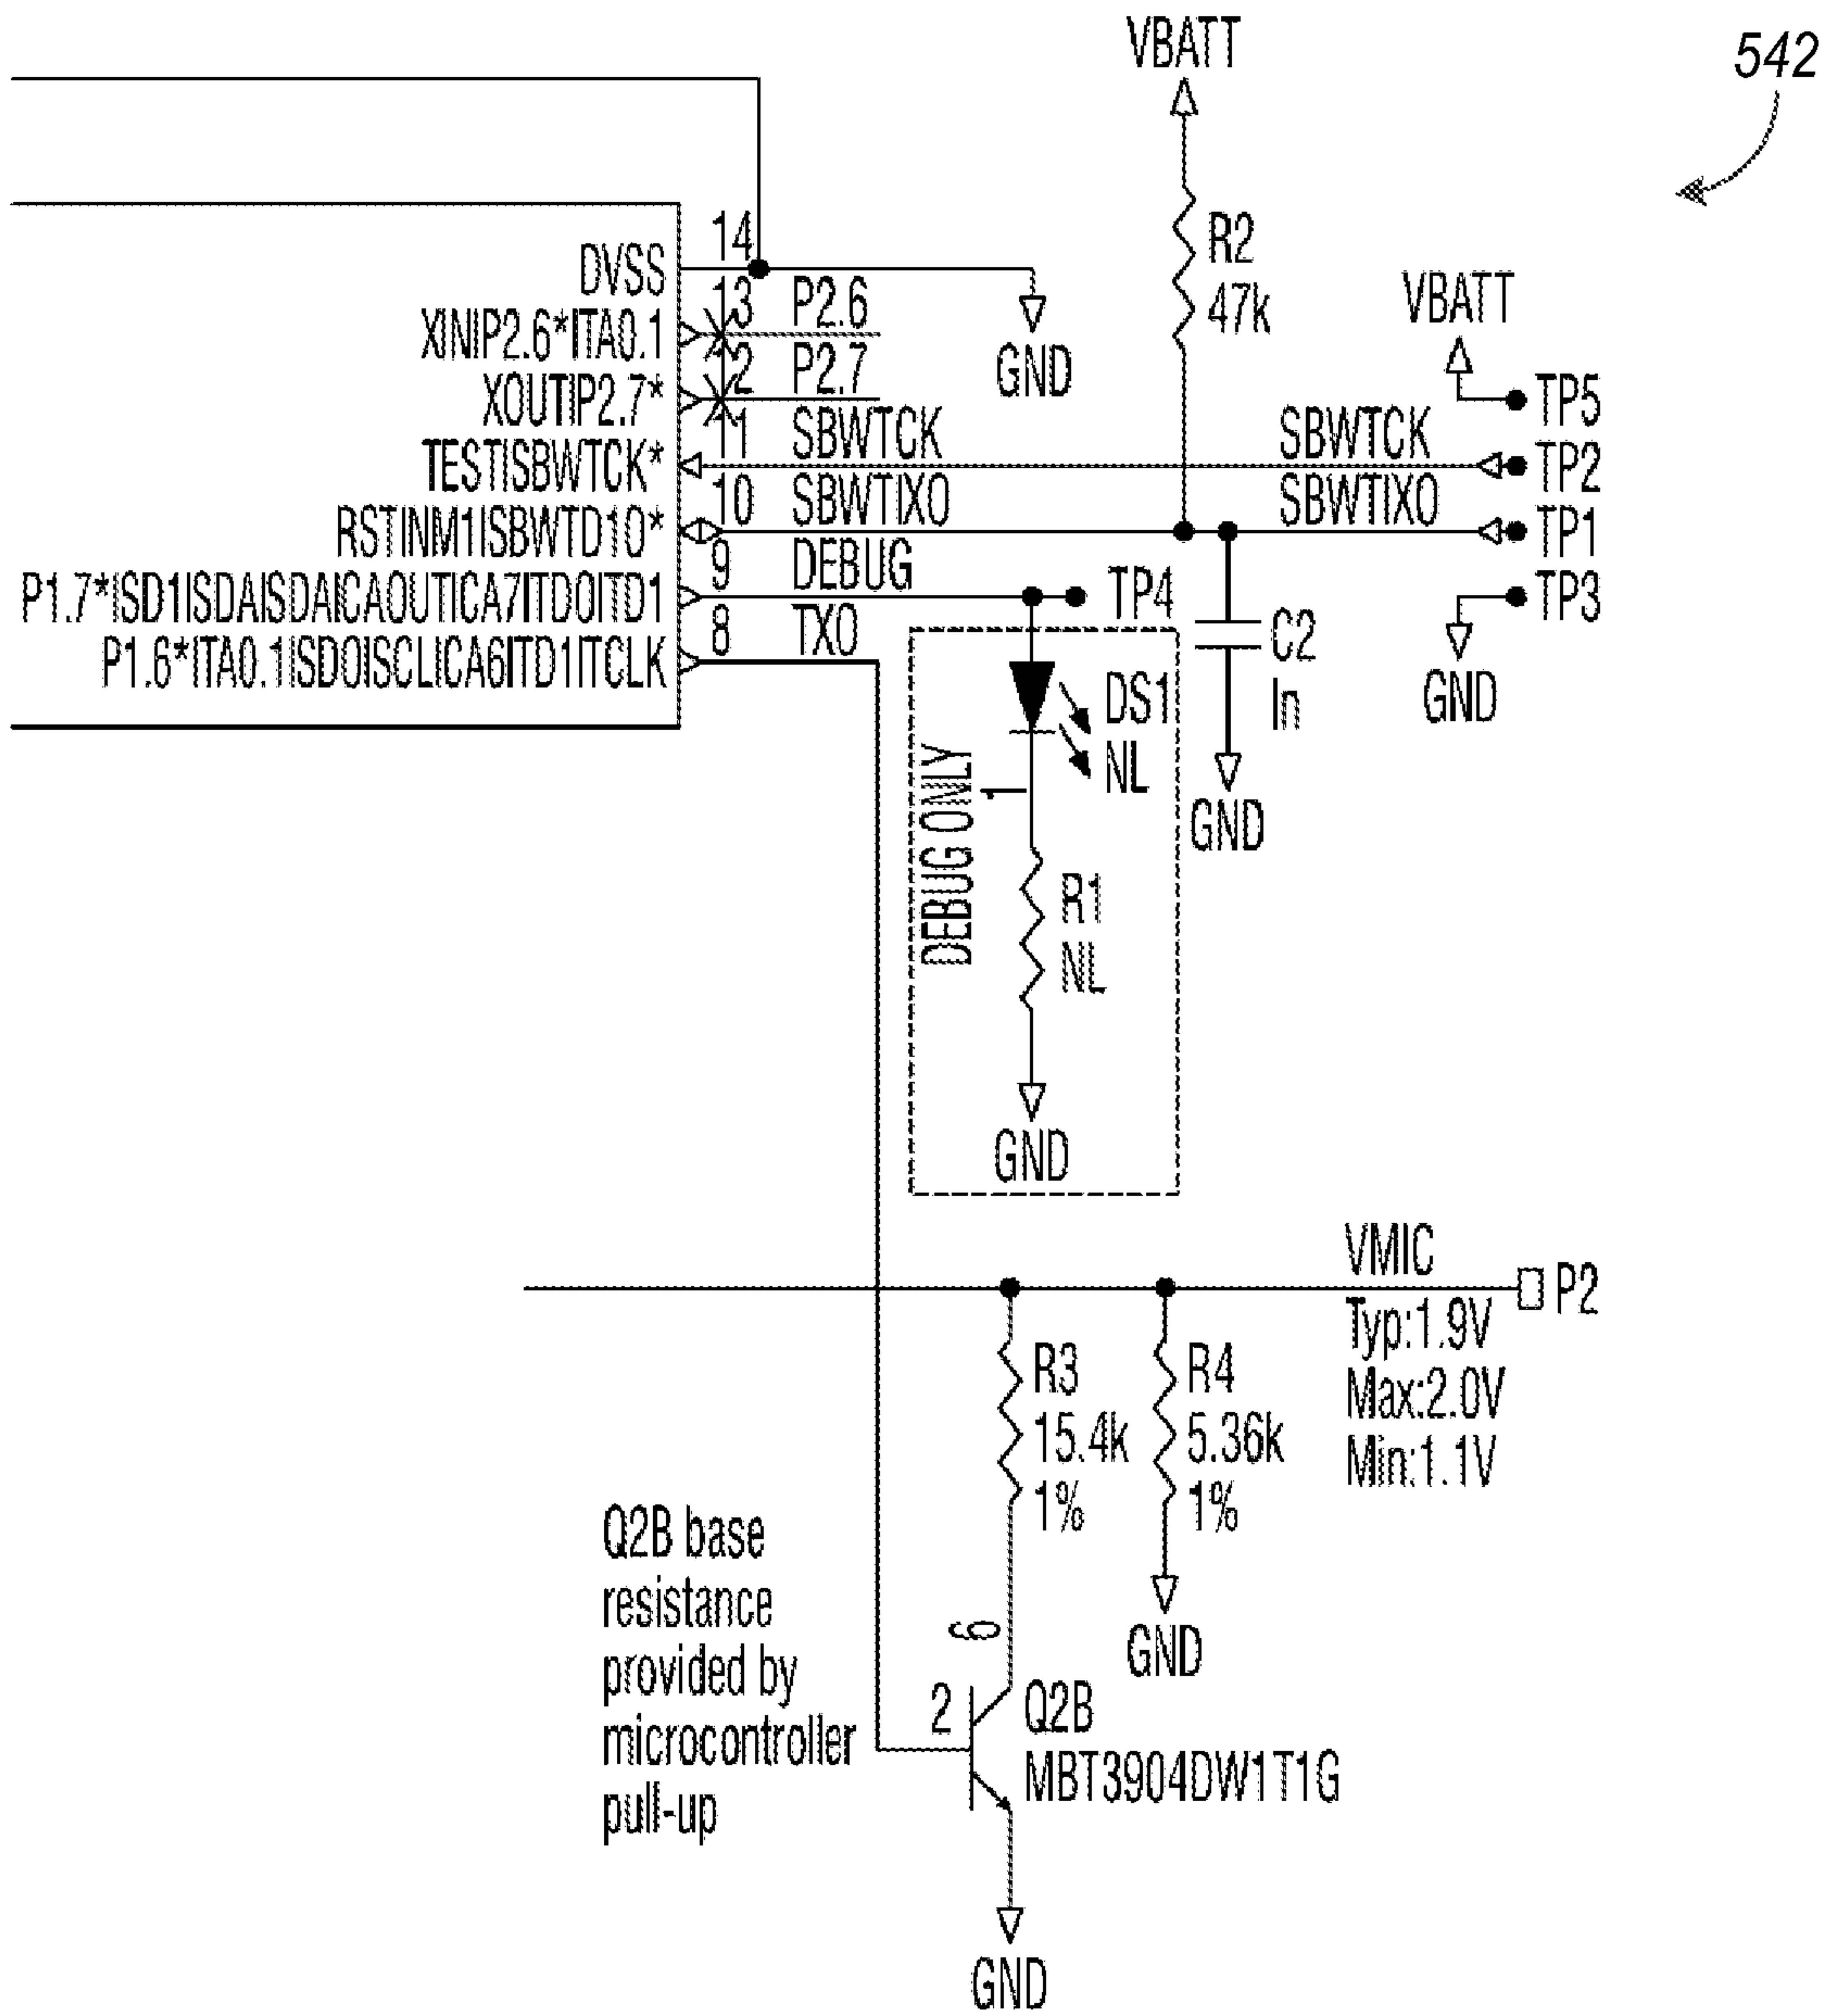 VBATT
542
14
DVSS
R2
47k
13 P2.6
XINIP2.6*ITA0.1
VBATT
GND
12 P2.7
XOUTIP2.7*
TP5
11 SBWTCK SBWTCK
TESTISBWTCK*
TP2
10 SBWTIXO SBWTIXO
RSTINM1ISBWTD10*
TP1
9 DEBUG
P1.7*ISD1ISDAISDAICAOUTICA7ITD0ITD1
TP4
TP3
8 TXO
P1.6*ITA0.1ISDOISCLICA6ITD1ITCLK
C2
In
GND
DS1
NL
DEBUG ONLY
1
GND
R1
NL
GND
VMIC
P2
Typ:1.9V
Max:2.0V
Min:1.1V
R3
15.4k
1%
R4
5.36k
1%
Q2B base
resistance
provided by
microcontroller
pull-up
6
GND
2
Q2B
MBT3904DW1T1G
GND